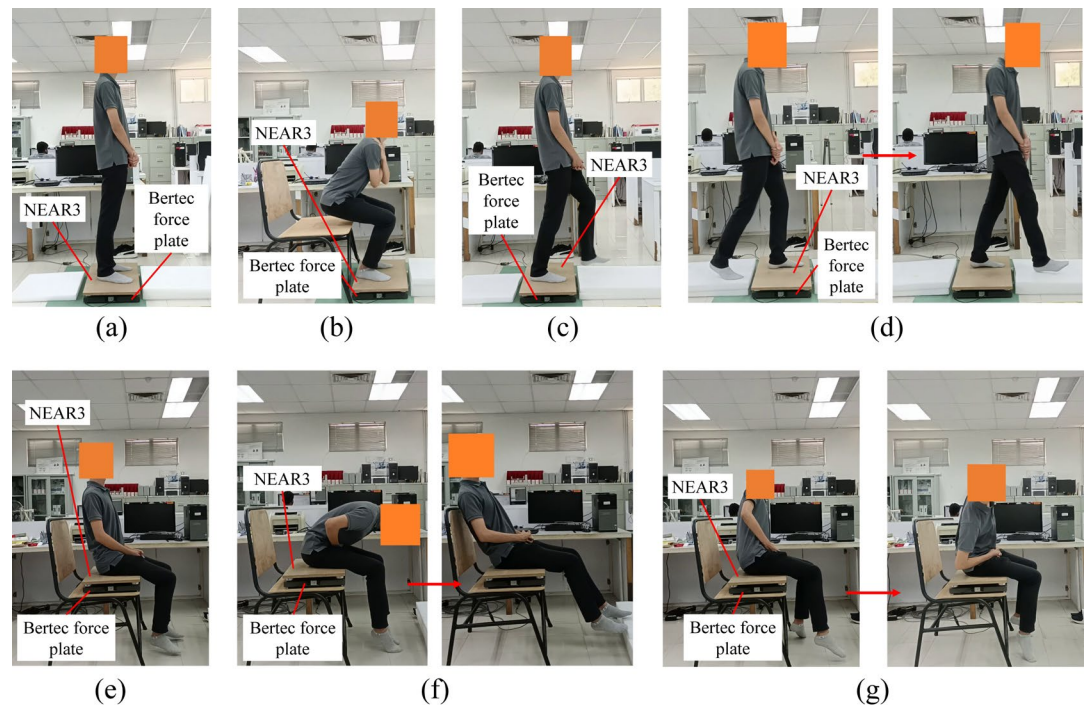 NEAR3
Bertec
force
plate
(a)
NEAR3
Bertec force
plate
(b)
Bertec
force
plate
NEAR3
(c)
NEAR3
Bertec
force
plate
(d)
NEAR3
Bertec force
plate
(e)
NEAR3
Bertec force
plate
(f)
NEAR3
Bertec force
plate
(g)